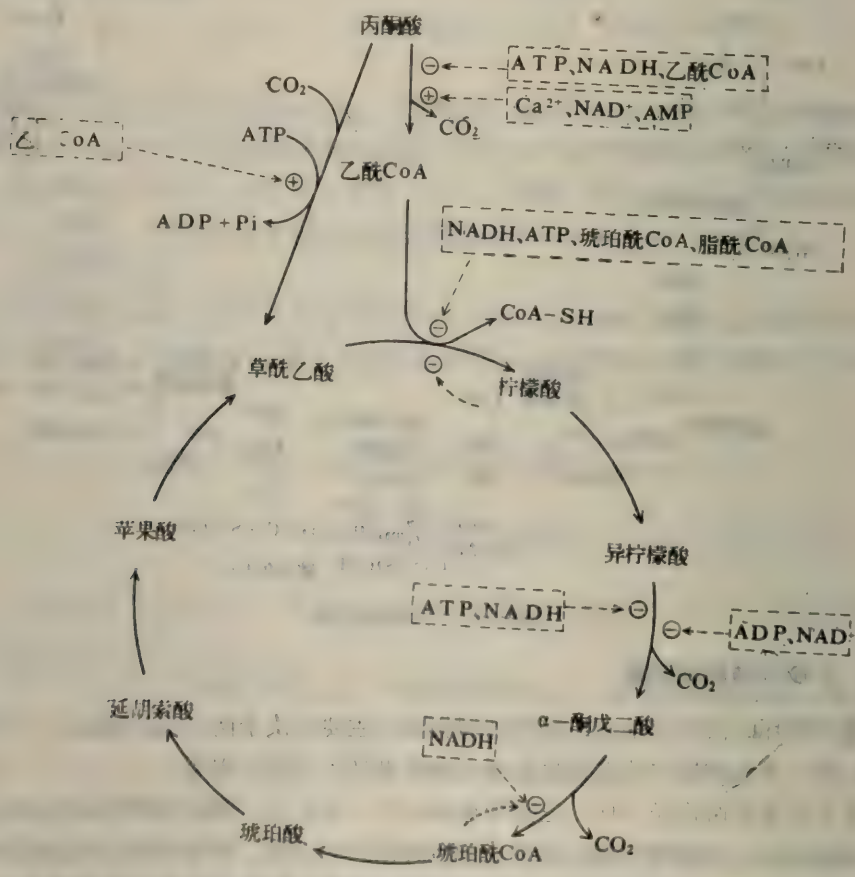 丙酮酸
⊖ ATP、NADH、乙酰CoA
⊕ Ca²⁺、NAD⁺、AMP
CO₂
CO₂
ATP
乙 CoA
⊕
乙酰CoA
ADP+Pi
NADH、ATP、琥珀酰CoA、脂酰CoA
⊖
CoA-SH
草酰乙酸
⊖
柠檬酸
苹果酸
异柠檬酸
ATP、NADH ⊖
⊖ ADP、NAD
CO₂
延胡索酸
α-酮戊二酸
NADH
⊖
琥珀酸
琥珀酰CoA
CO₂